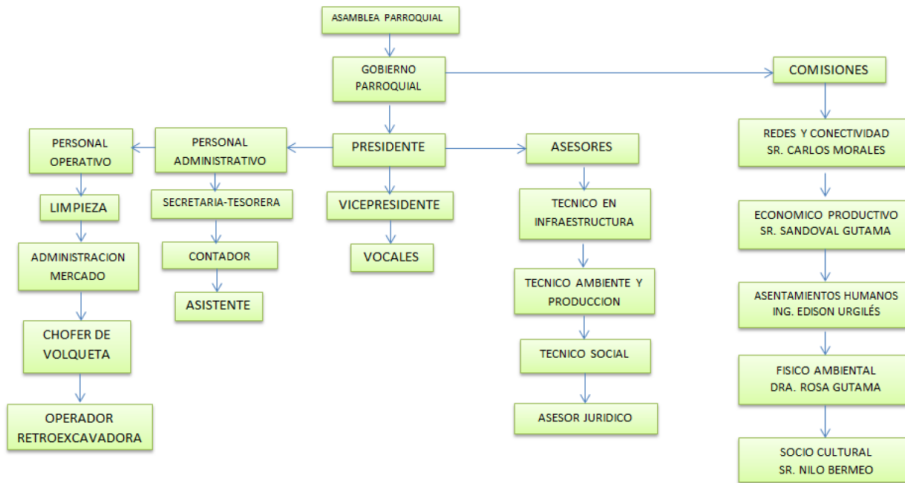 ASAMBLEA PARROQUIAL
GOBIERNO
PARROQUIAL
COMISIONES
PERSONAL
OPERATIVO
PERSONAL
ADMINISTRATIVO
PRESIDENTE
ASESORES
REDES Y CONECTIVIDAD
SR. CARLOS MORALES
LIMPIEZA
SECRETARIA-TESORERA
VICEPRESIDENTE
TECNICO EN
INFRAESTRUCTURA
ECONOMICO PRODUCTIVO
SR. SANDOVAL GUTAMA
ADMINISTRACION
MERCADO
CONTADOR
VOCALES
TECNICO AMBIENTE Y
PRODUCCION
ASENTAMIENTOS HUMANOS
ING. EDISON URGILÉS
ASISTENTE
CHOFER DE
VOLQUETA
TECNICO SOCIAL
FISICO AMBIENTAL
DRA. ROSA GUTAMA
OPERADOR
RETROEXCAVADORA
ASESOR JURIDICO
SOCIO CULTURAL
SR. NILO BERMEO